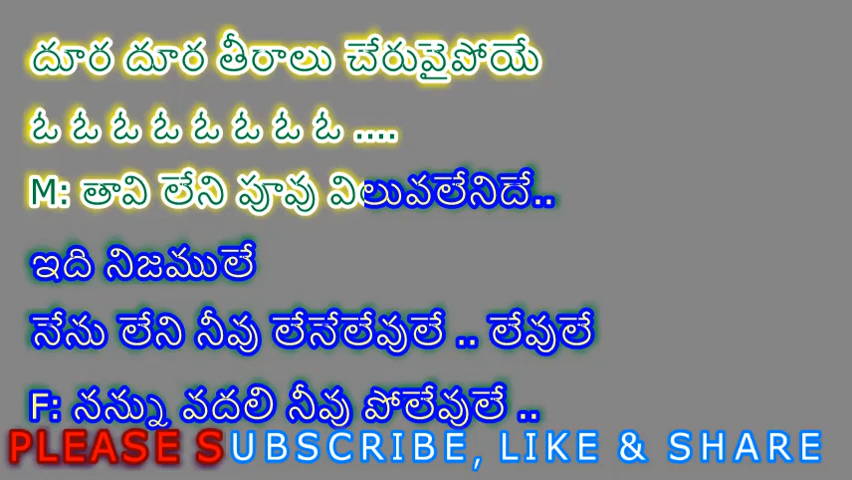 దూర దూర తీరాలు చేరువైపోయే
ఓ ఓ ఓ ఓ ఓ ఓ ఓ ఓ ....
M: తావి లేని పూవు విలువలేనిదే..
ఇది నిజములే
నేను లేని నీవు లేనేలేవులే .. లేవులే
F: నన్ను వదలి నీవు పోలేవులే ..
PLEASE SUBSCRIBE, LIKE & SHARE